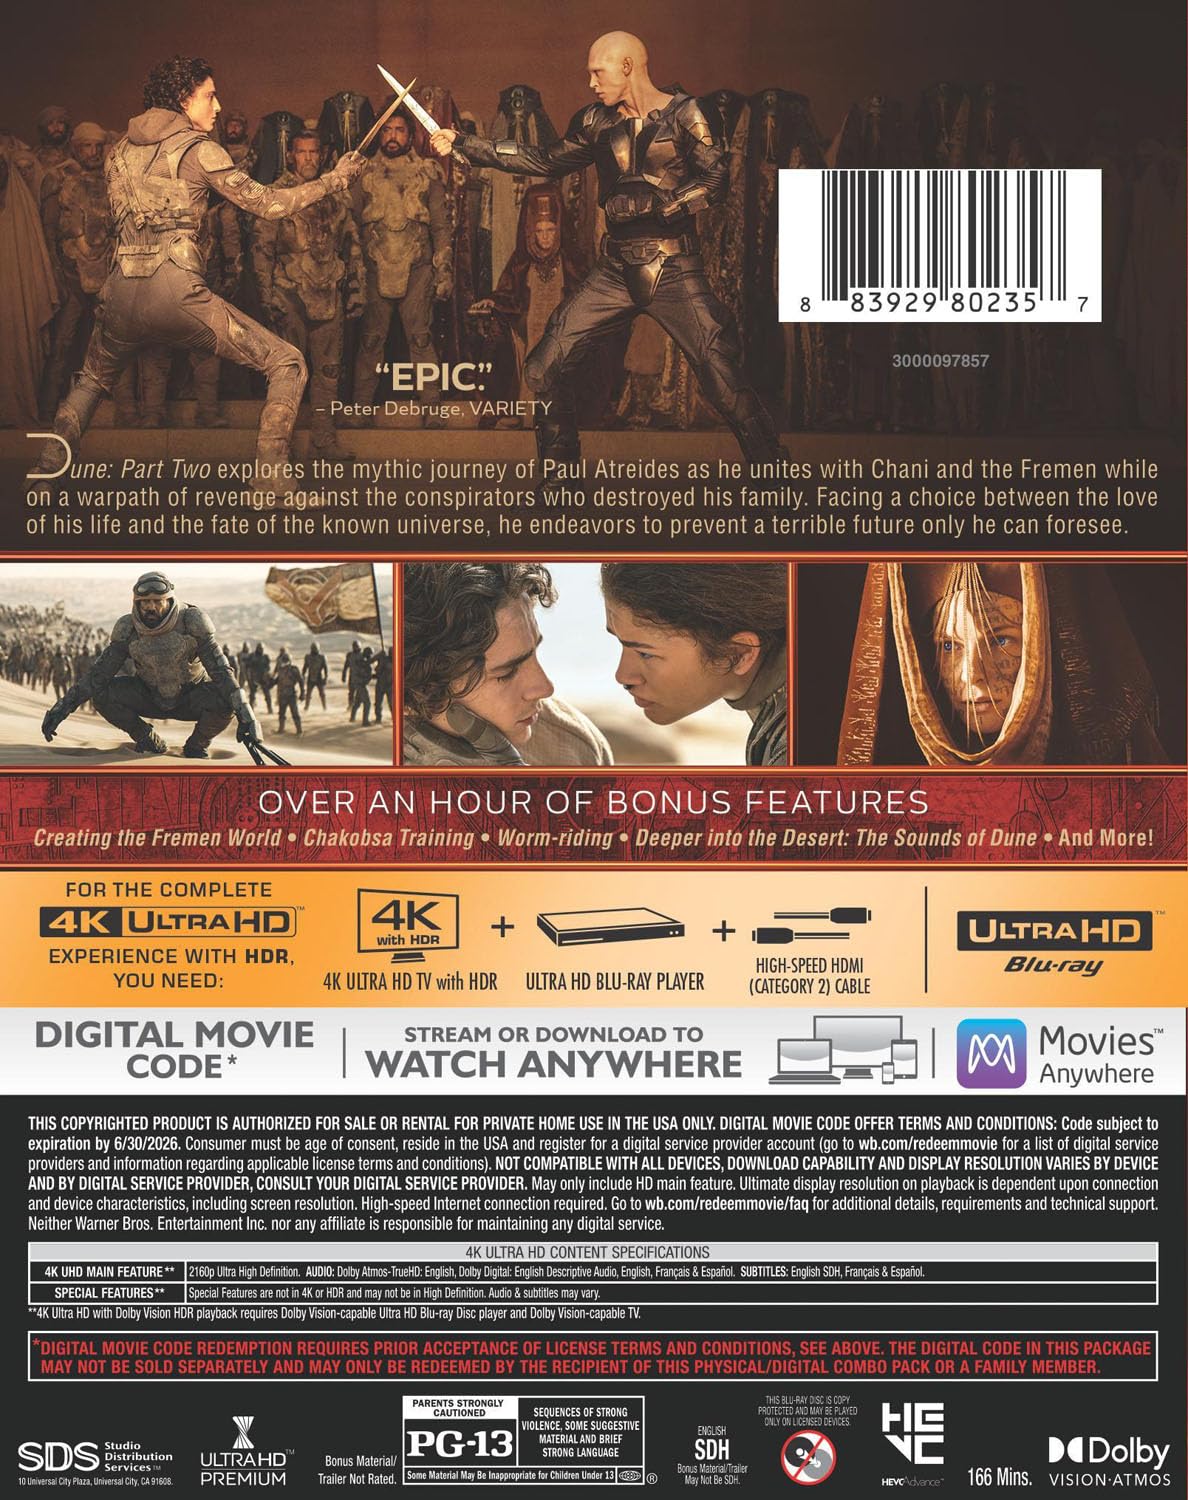 8 83929 80235 7
3000097857
"EPIC."
– Peter Debruge, VARIETY
Dune: Part Two explores the mythic journey of Paul Atreides as he unites with Chani and the Fremen while
on a warpath of revenge against the conspirators who destroyed his family. Facing a choice between the love
of his life and the fate of the known universe, he endeavors to prevent a terrible future only he can foresee.
OVER AN HOUR OF BONUS FEATURES
Creating the Fremen World • Chakobsa Training • Worm-riding • Deeper into the Desert: The Sounds of Dune • And More!
FOR THE COMPLETE
4K ULTRA HD™
EXPERIENCE WITH HDR,
YOU NEED:
4K
with HDR
+
+
4K ULTRA HD TV with HDR
ULTRA HD BLU-RAY PLAYER
HIGH-SPEED HDMI
(CATEGORY 2) CABLE
ULTRA HD™
Blu-ray
DIGITAL MOVIE
CODE*
STREAM OR DOWNLOAD TO
WATCH ANYWHERE
Movies™
Anywhere
THIS COPYRIGHTED PRODUCT IS AUTHORIZED FOR SALE OR RENTAL FOR PRIVATE HOME USE IN THE USA ONLY. DIGITAL MOVIE CODE OFFER TERMS AND CONDITIONS: Code subject to
expiration by 6/30/2026. Consumer must be age of consent, reside in the USA and register for a digital service provider account (go to wb.com/redeemmovie for a list of digital service
providers and information regarding applicable license terms and conditions). NOT COMPATIBLE WITH ALL DEVICES, DOWNLOAD CAPABILITY AND DISPLAY RESOLUTION VARIES BY DEVICE
AND BY DIGITAL SERVICE PROVIDER, CONSULT YOUR DIGITAL SERVICE PROVIDER. May only include HD main feature. Ultimate display resolution on playback is dependent upon connection
and device characteristics, including screen resolution. High-speed Internet connection required. Go to wb.com/redeemmovie/faq for additional details, requirements and technical support.
Neither Warner Bros. Entertainment Inc. nor any affiliate is responsible for maintaining any digital service.
4K ULTRA HD CONTENT SPECIFICATIONS
4K UHD MAIN FEATURE** 2160p Ultra High Definition. AUDIO: Dolby Atmos-TrueHD: English, Dolby Digital: English Descriptive Audio, English, Français & Español. SUBTITLES: English SDH, Français & Español.
SPECIAL FEATURES** Special Features are not in 4K or HDR and may not be in High Definition. Audio & subtitles may vary.
**4K Ultra HD with Dolby Vision HDR playback requires Dolby Vision-capable Ultra HD Blu-ray Disc player and Dolby Vision-capable TV.
*DIGITAL MOVIE CODE REDEMPTION REQUIRES PRIOR ACCEPTANCE OF LICENSE TERMS AND CONDITIONS, SEE ABOVE. THE DIGITAL CODE IN THIS PACKAGE
MAY NOT BE SOLD SEPARATELY AND MAY ONLY BE REDEEMED BY THE RECIPIENT OF THIS PHYSICAL/DIGITAL COMBO PACK OR A FAMILY MEMBER.
SDS Studio
Distribution
Services™
10 Universal City Plaza, Universal City, CA 91608.
ULTRA HD™
PREMIUM
Bonus Material/
Trailer Not Rated.
PARENTS STRONGLY
CAUTIONED
PG-13
SEQUENCES OF STRONG
VIOLENCE, SOME SUGGESTIVE
MATERIAL AND BRIEF
STRONG LANGUAGE
Some Material May Be Inappropriate for Children Under 13
®
ENGLISH
SDH
Bonus Material/Trailer
May Not Be SDH.
THIS BLU-RAY DISC IS COPY
PROTECTED AND MAY BE PLAYED
ONLY ON LICENSED DEVICES.
HEVC
HEVCAdvance™
166 Mins.
Dolby
VISION·ATMOS